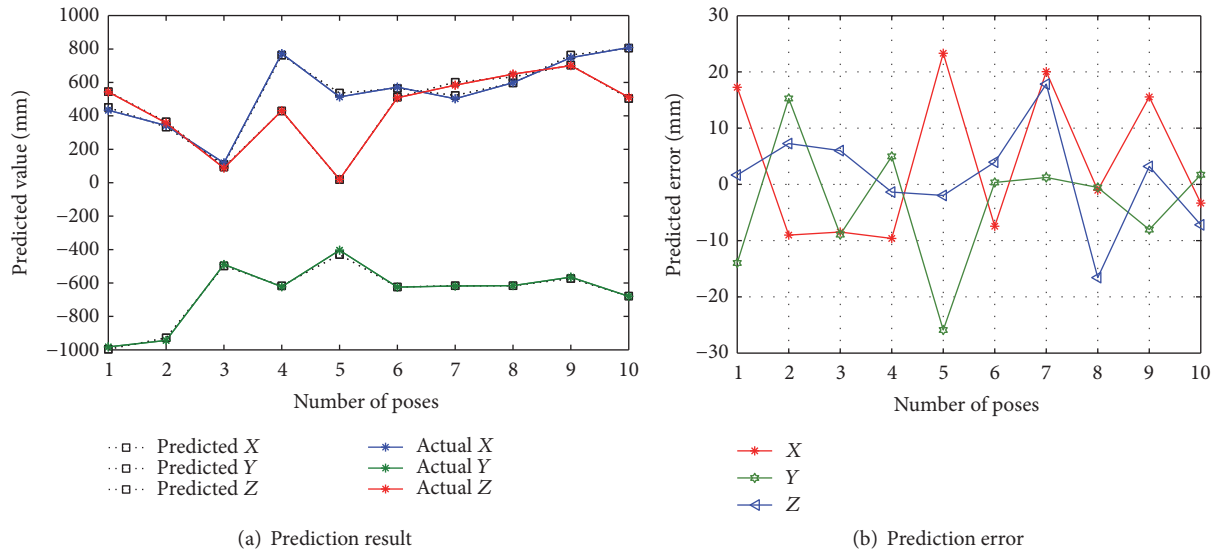 1000
800
600
400
200
0
−200
−400
−600
−800
−1000
Predicted value (mm)
1 2 3 4 5 6 7 8 9 10
Number of poses
Predicted X
Predicted Y
Predicted Z
Actual X
Actual Y
Actual Z
(a) Prediction result
30
20
10
0
−10
−20
−30
Predicted error (mm)
1 2 3 4 5 6 7 8 9 10
Number of poses
X
Y
Z
(b) Prediction error